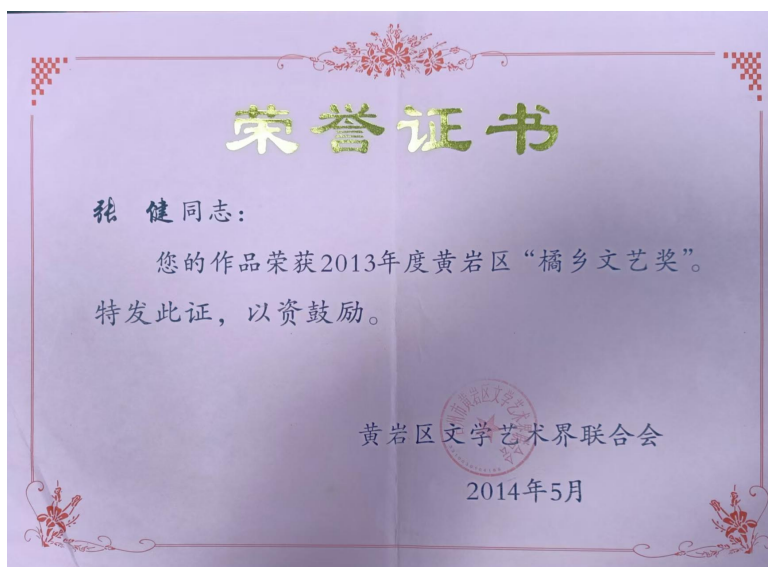 荣誉证书
张 健同志：
您的作品荣获2013年度黄岩区“橘乡文艺奖”。
特发此证，以资鼓励。
黄岩区文学艺术界联合会
2014年5月